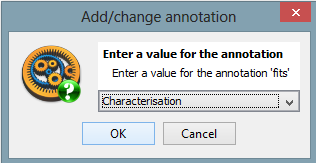 Add/change annotation
Enter a value for the annotation
Enter a value for the annotation 'fits'
Characterisation
OK
Cancel